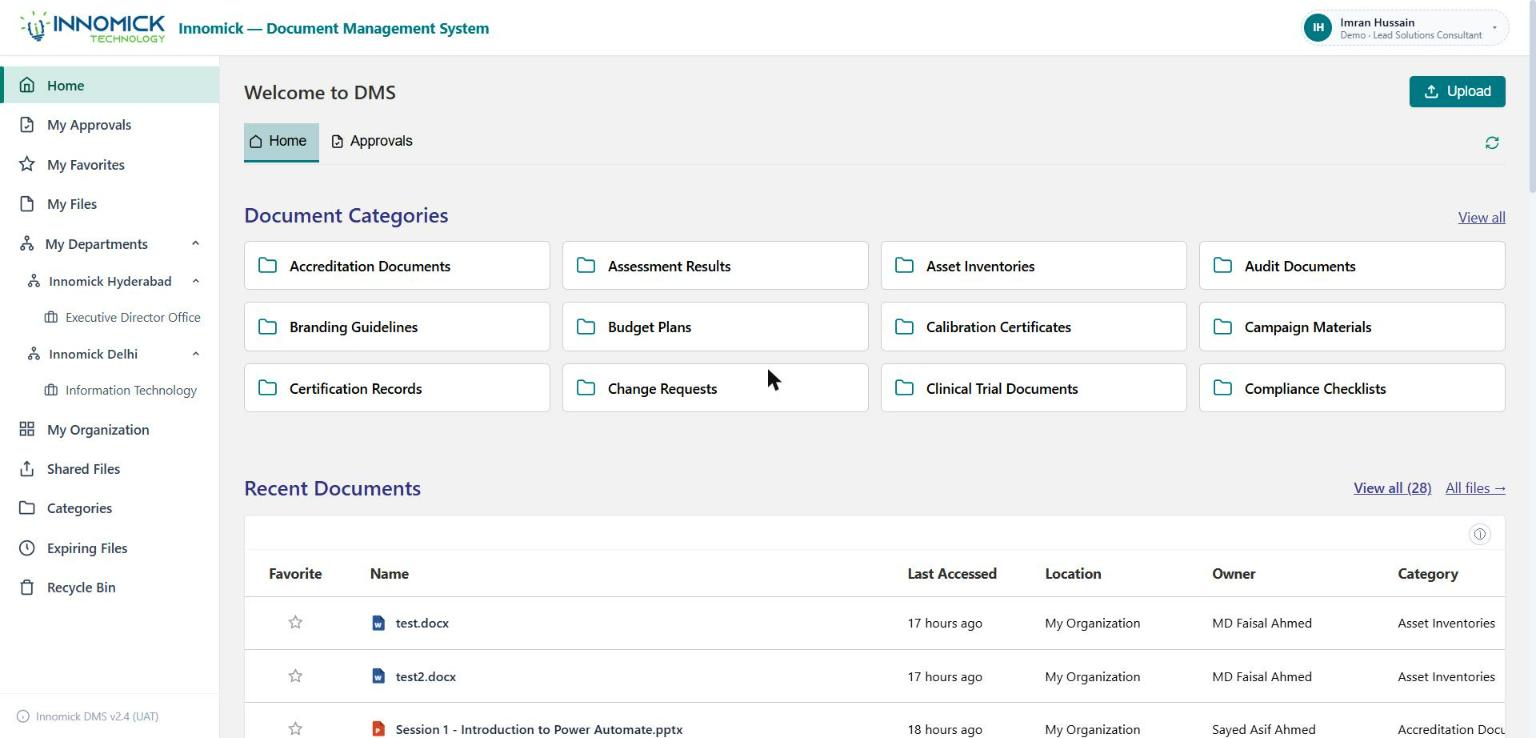 INNOMICK
TECHNOLOGY
Innomick — Document Management System
IH
Imran Hussain
Demo · Lead Solutions Consultant
Home
My Approvals
My Favorites
My Files
My Departments
Innomick Hyderabad
Executive Director Office
Innomick Delhi
Information Technology
My Organization
Shared Files
Categories
Expiring Files
Recycle Bin
Innomick DMS v2.4 (UAT)
Welcome to DMS
Upload
Home
Approvals
Document Categories
View all
Accreditation Documents
Assessment Results
Asset Inventories
Audit Documents
Branding Guidelines
Budget Plans
Calibration Certificates
Campaign Materials
Certification Records
Change Requests
Clinical Trial Documents
Compliance Checklists
Recent Documents
View all (28)
All files →
Favorite Name Last Accessed Location Owner Category
test.docx 17 hours ago My Organization MD Faisal Ahmed Asset Inventories
test2.docx 17 hours ago My Organization MD Faisal Ahmed Asset Inventories
Session 1 - Introduction to Power Automate.pptx 18 hours ago My Organization Sayed Asif Ahmed Accreditation Docu